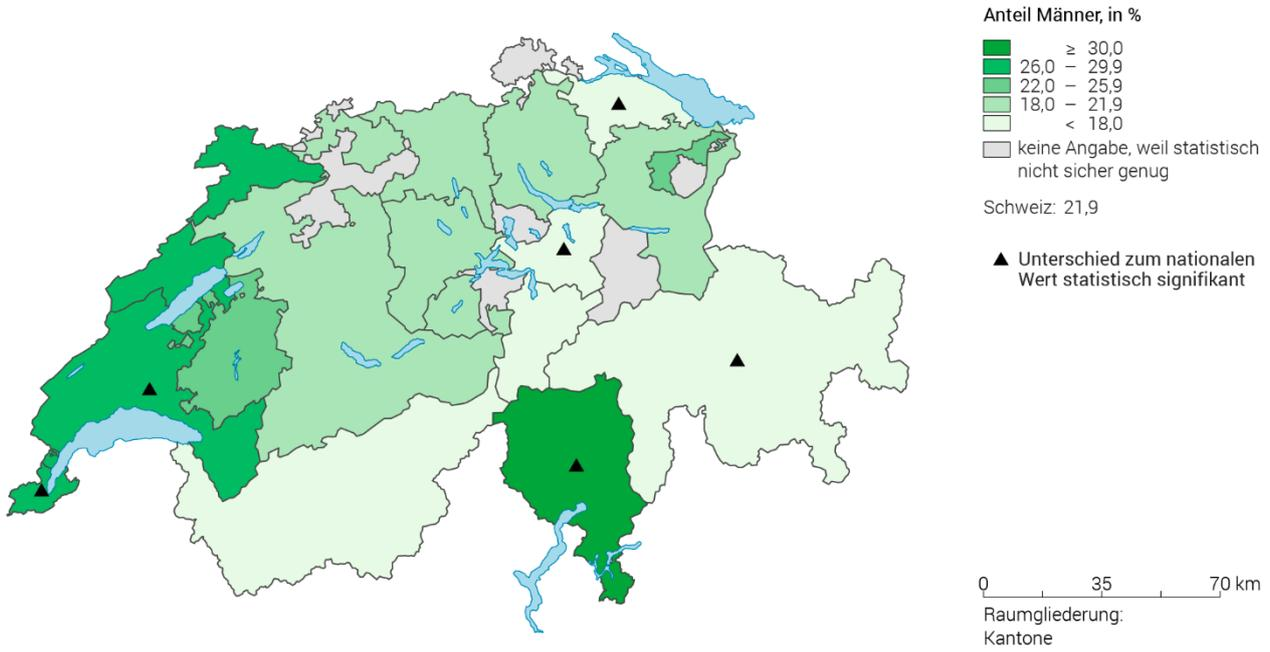 Anteil Männer, in %
≥ 30,0
26,0 – 29,9
22,0 – 25,9
18,0 – 21,9
< 18,0
keine Angabe, weil statistisch
nicht sicher genug
Schweiz: 21,9
▲ Unterschied zum nationalen
Wert statistisch signifikant
0 35 70 km
Raumgliederung:
Kantone